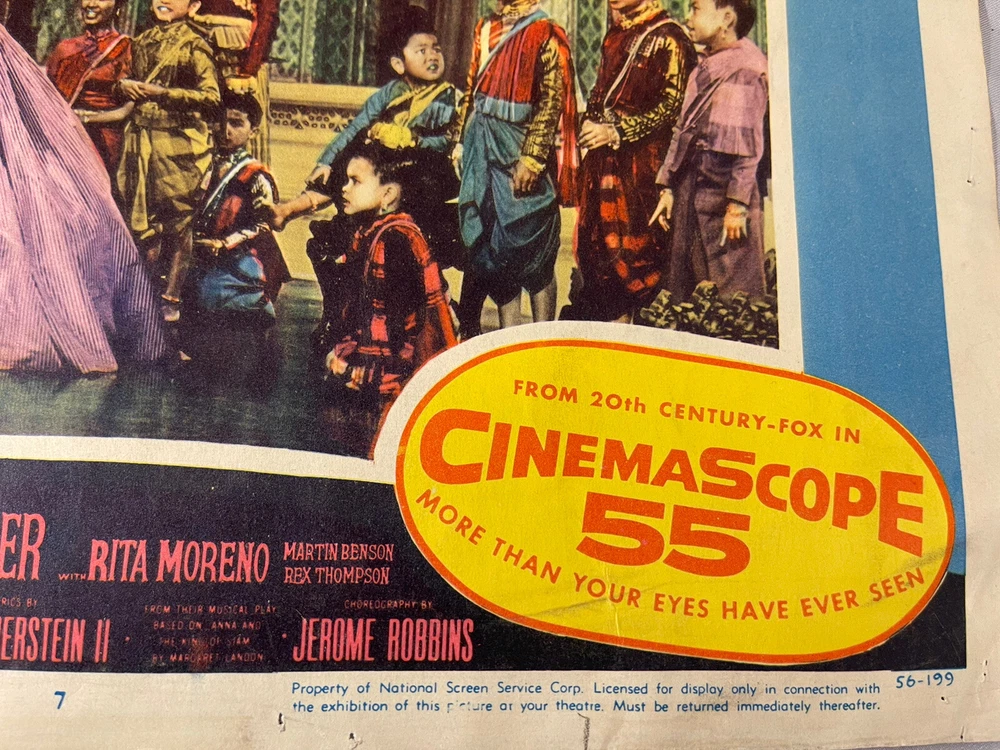 FROM 20th CENTURY-FOX IN
CINEMASCOPE
55
MORE THAN YOUR EYES HAVE EVER SEEN
ER WITH RITA MORENO
MARTIN BENSON
REX THOMPSON
RICS BY
ERSTEIN II
FROM THEIR MUSICAL PLAY
BASED ON ANNA AND
THE KING OF SIAM
BY MARGARET LANDON
CHOREOGRAPHY BY
JEROME ROBBINS
7
Property of National Screen Service Corp. Licensed for display only in connection with
the exhibition of this picture at your theatre. Must be returned immediately thereafter.
56-199